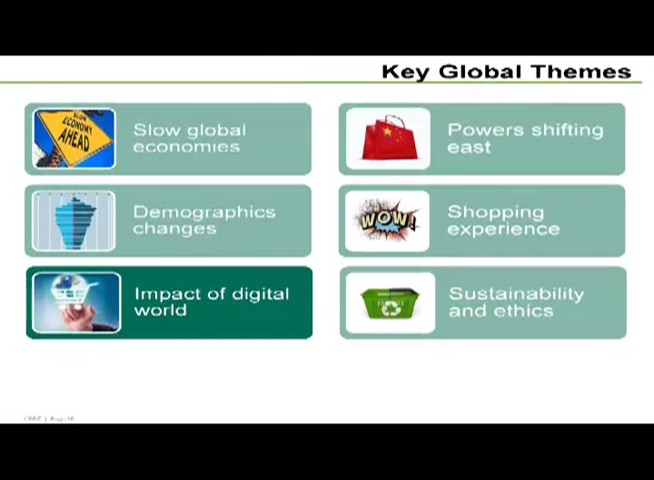 Key Global Themes
SLOW
ECONOMY
AHEAD
Slow global
economies
Powers shifting
east
Demographics
changes
WOW!
Shopping
experience
Impact of digital
world
Sustainability
and ethics